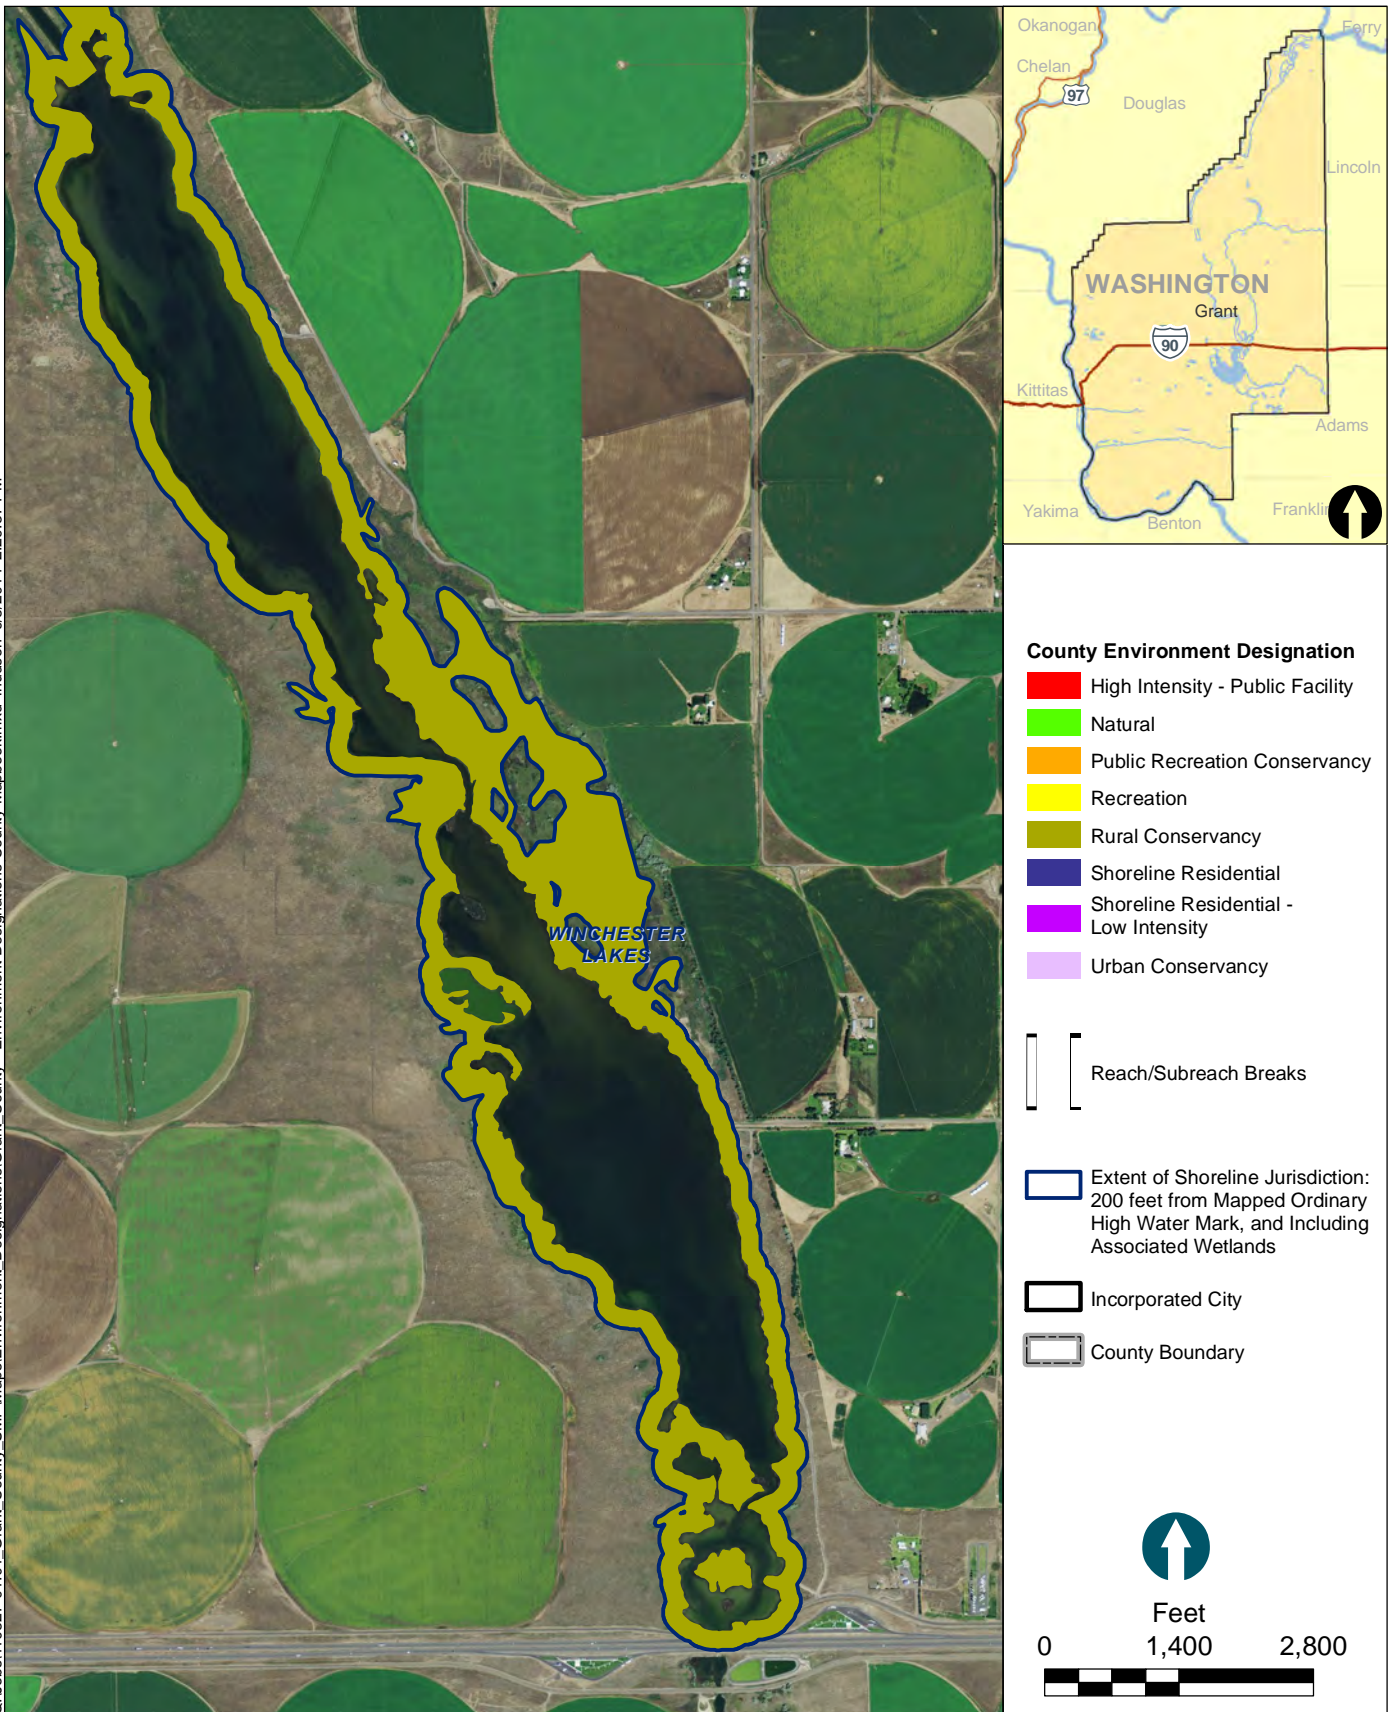 Okanogan
Ferry
Chelan
97
Douglas
Lincoln
WASHINGTON
Grant
90
Kittitas
Adams
Yakima
Benton
WINCHESTER
LAKES
County Environment Designation
High Intensity - Public Facility
Natural
Public Recreation Conservancy
Recreation
Rural Conservancy
Shoreline Residential
Shoreline Residential -
Low Intensity
Urban Conservancy
Reach/Subreach Breaks
Extent of Shoreline Jurisdiction:
200 feet from Mapped Ordinary
High Water Mark, and Including
Associated Wetlands
Incorporated City
County Boundary
Feet
0 1,400 2,800